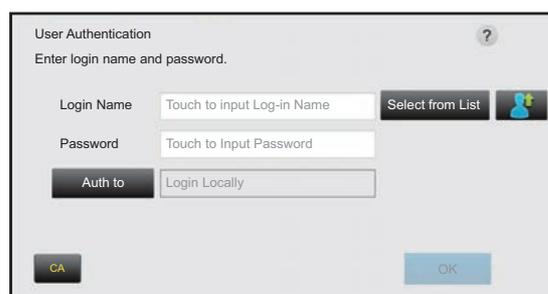 User Authentication
?
Enter login name and password.
Login Name
Touch to input Log-in Name
Select from List
Password
Touch to Input Password
Auth to
Login Locally
CA
OK